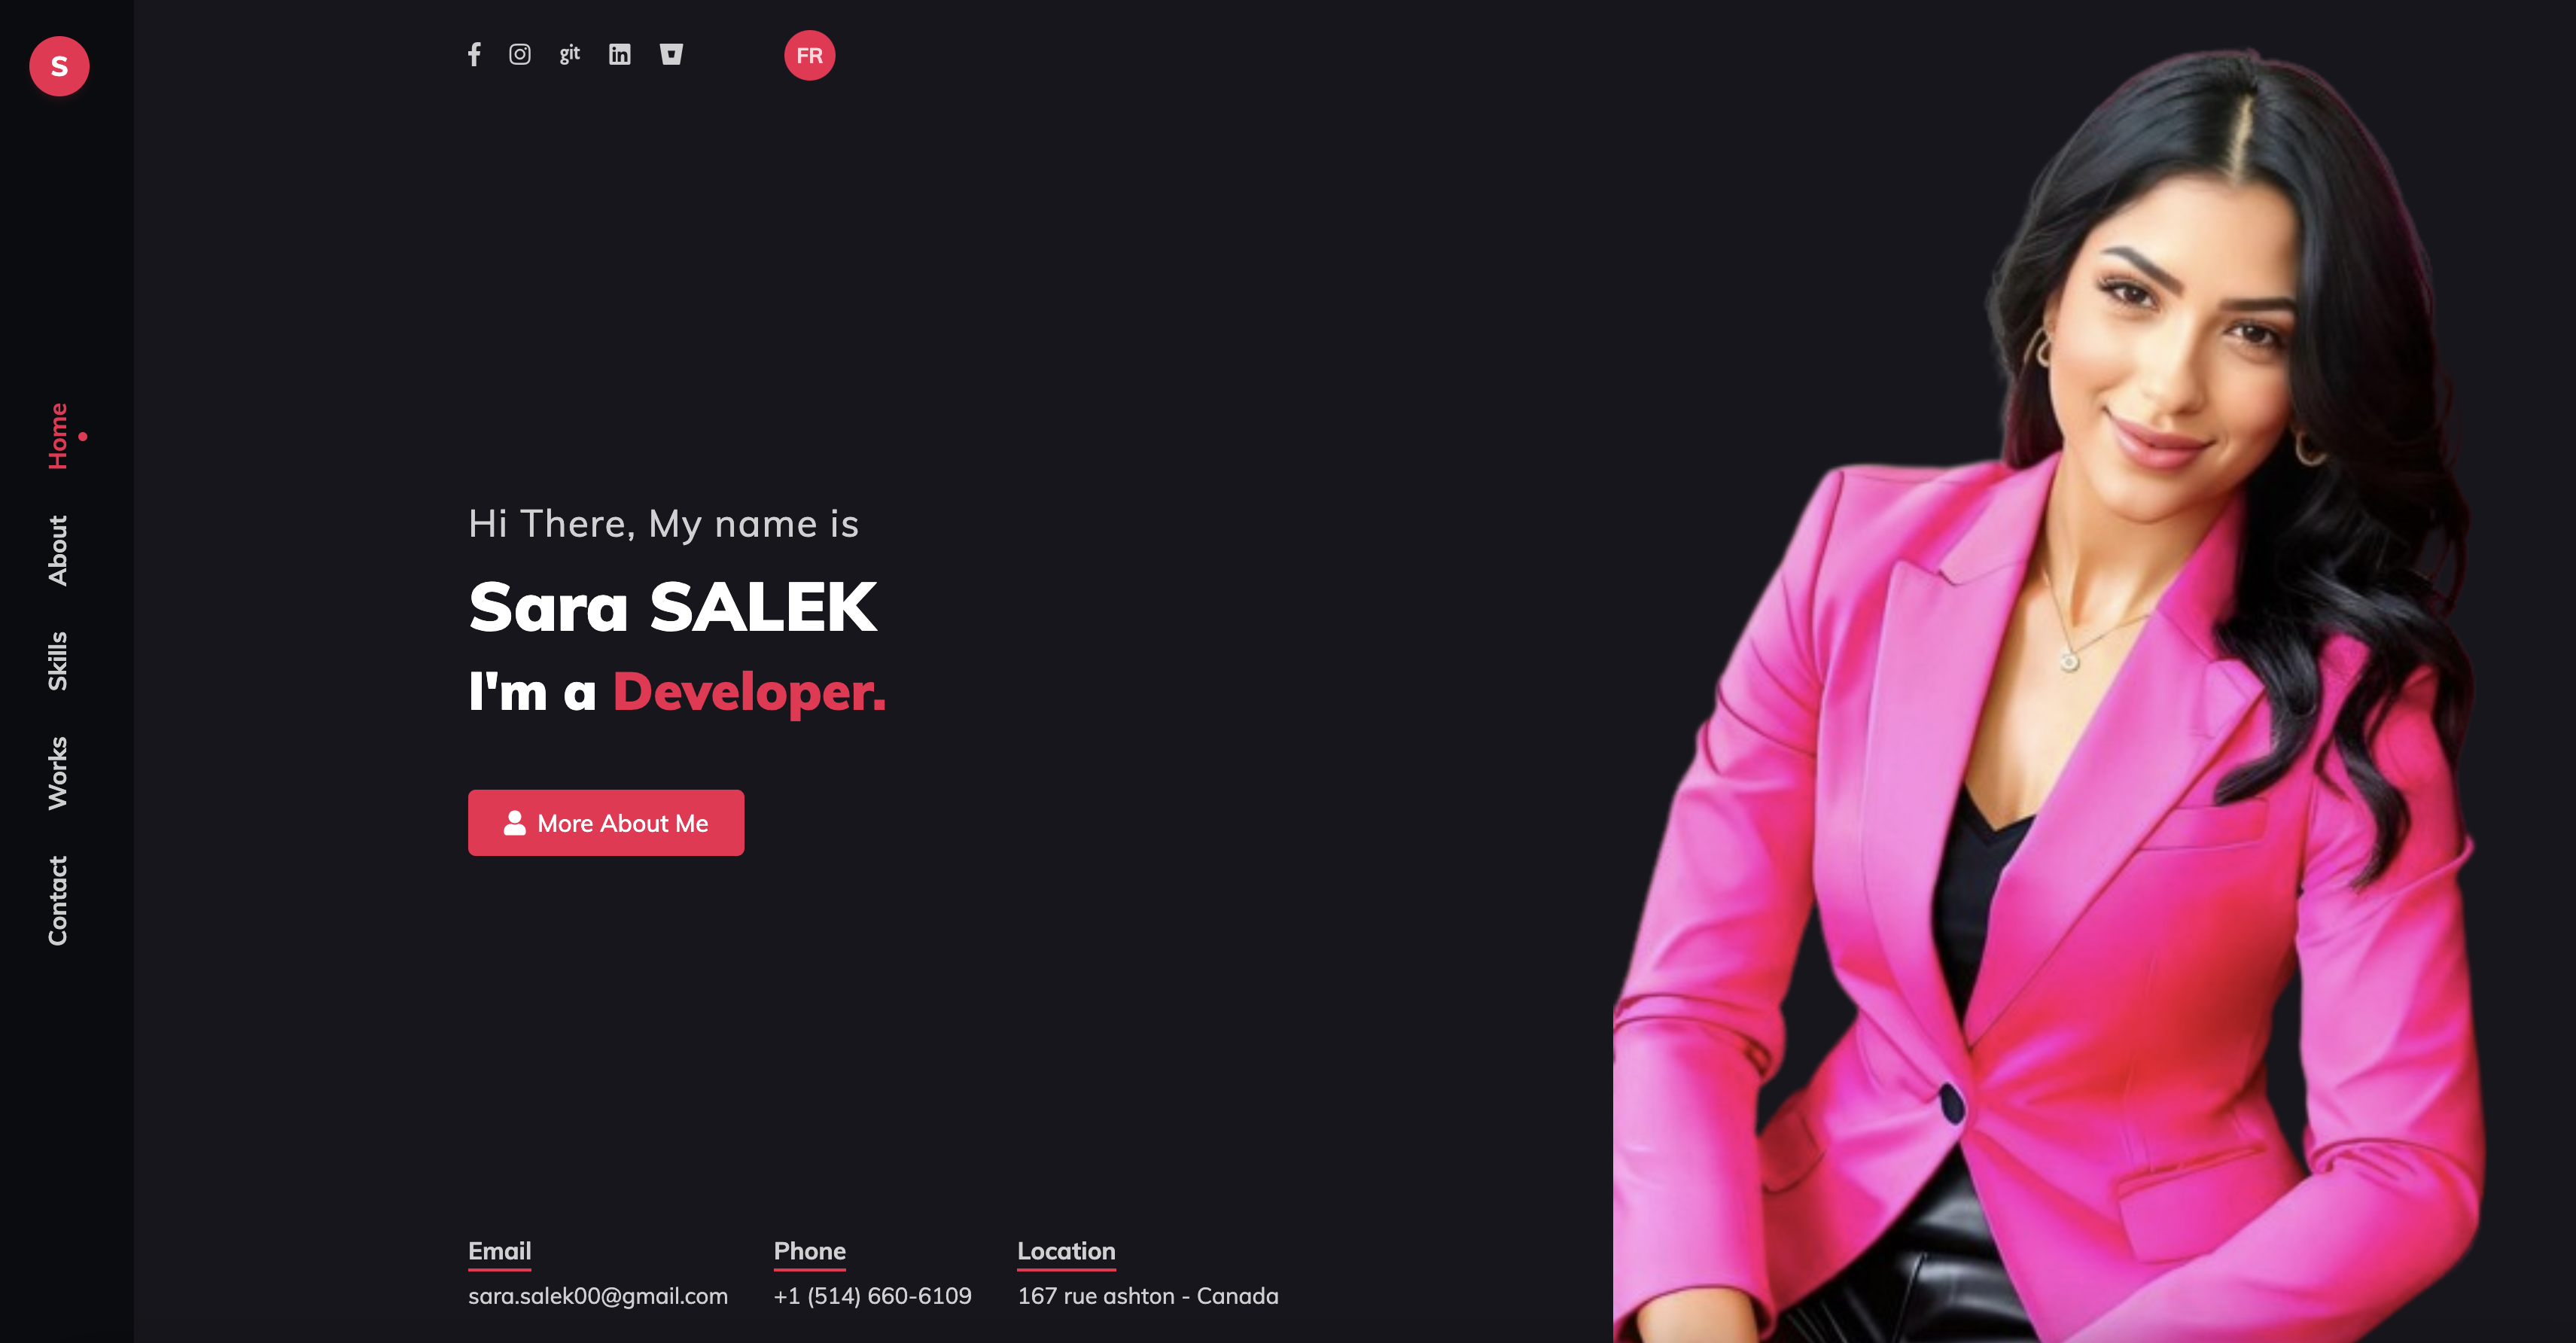 S
git
FR
Home
About
Skills
Works
Contact
Hi There, My name is
Sara SALEK
I'm a Developer.
More About Me
Email
sara.salek00@gmail.com
Phone
+1 (514) 660-6109
Location
167 rue ashton - Canada